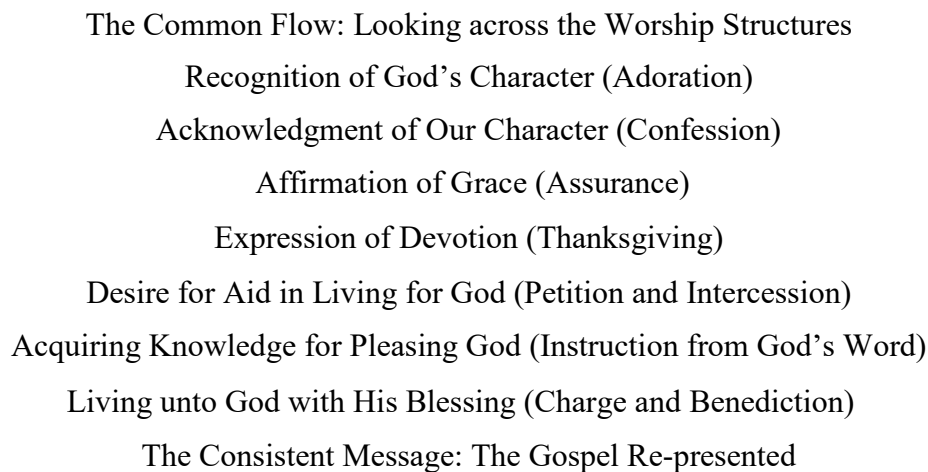 The Common Flow: Looking across the Worship Structures
Recognition of God’s Character (Adoration)
Acknowledgment of Our Character (Confession)
Affirmation of Grace (Assurance)
Expression of Devotion (Thanksgiving)
Desire for Aid in Living for God (Petition and Intercession)
Acquiring Knowledge for Pleasing God (Instruction from God’s Word)
Living unto God with His Blessing (Charge and Benediction)
The Consistent Message: The Gospel Re-presented